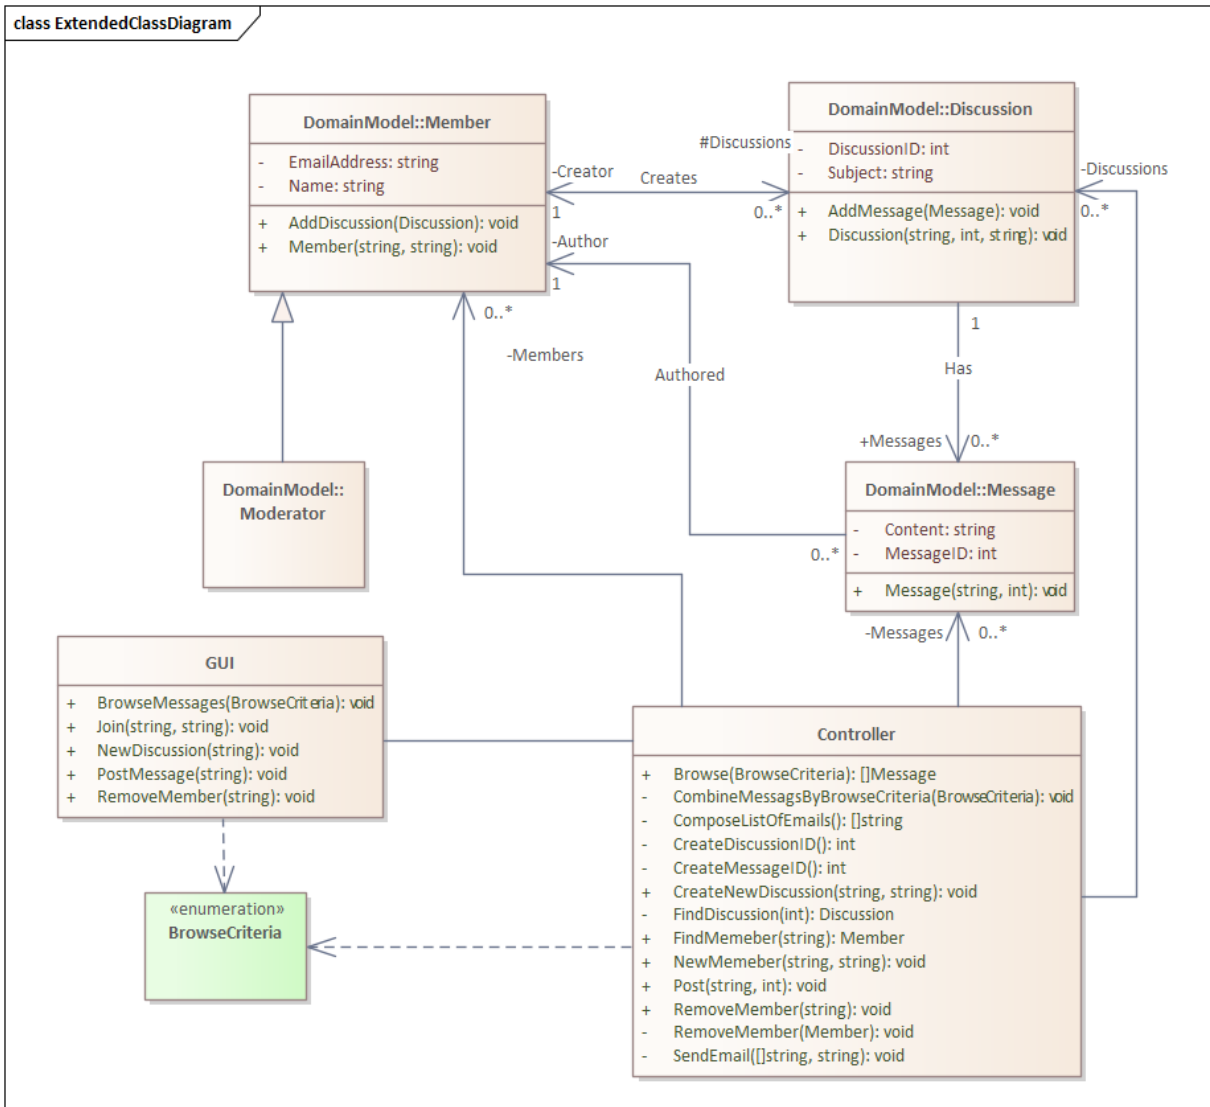 class ExtendedClassDiagram
DomainModel::Member
- EmailAddress: string
- Name: string
+ AddDiscussion(Discussion): void
+ Member(string, string): void
DomainModel::Discussion
- DiscussionID: int
- Subject: string
+ AddMessage(Message): void
+ Discussion(string, int, string): void
#Discussions
-Creator
Creates
1
0..*
-Discussions
0..*
-Author
1
0..*
-Members
Authored
1
Has
+Messages
0..*
DomainModel::
Moderator
DomainModel::Message
- Content: string
- MessageID: int
+ Message(string, int): void
0..*
-Messages
0..*
GUI
+ BrowseMessages(BrowseCriteria): void
+ Join(string, string): void
+ NewDiscussion(string): void
+ PostMessage(string): void
+ RemoveMember(string): void
Controller
+ Browse(BrowseCriteria): []Message
- CombineMessagsByBrowseCriteria(BrowseCriteria): void
- ComposeListOfEmails(): []string
- CreateDiscussionID(): int
- CreateMessageID(): int
+ CreateNewDiscussion(string, string): void
- FindDiscussion(int): Discussion
+ FindMemeber(string): Member
+ NewMemeber(string, string): void
+ Post(string, int): void
+ RemoveMember(string): void
- RemoveMember(Member): void
- SendEmail([]string, string): void
«enumeration»
BrowseCriteria